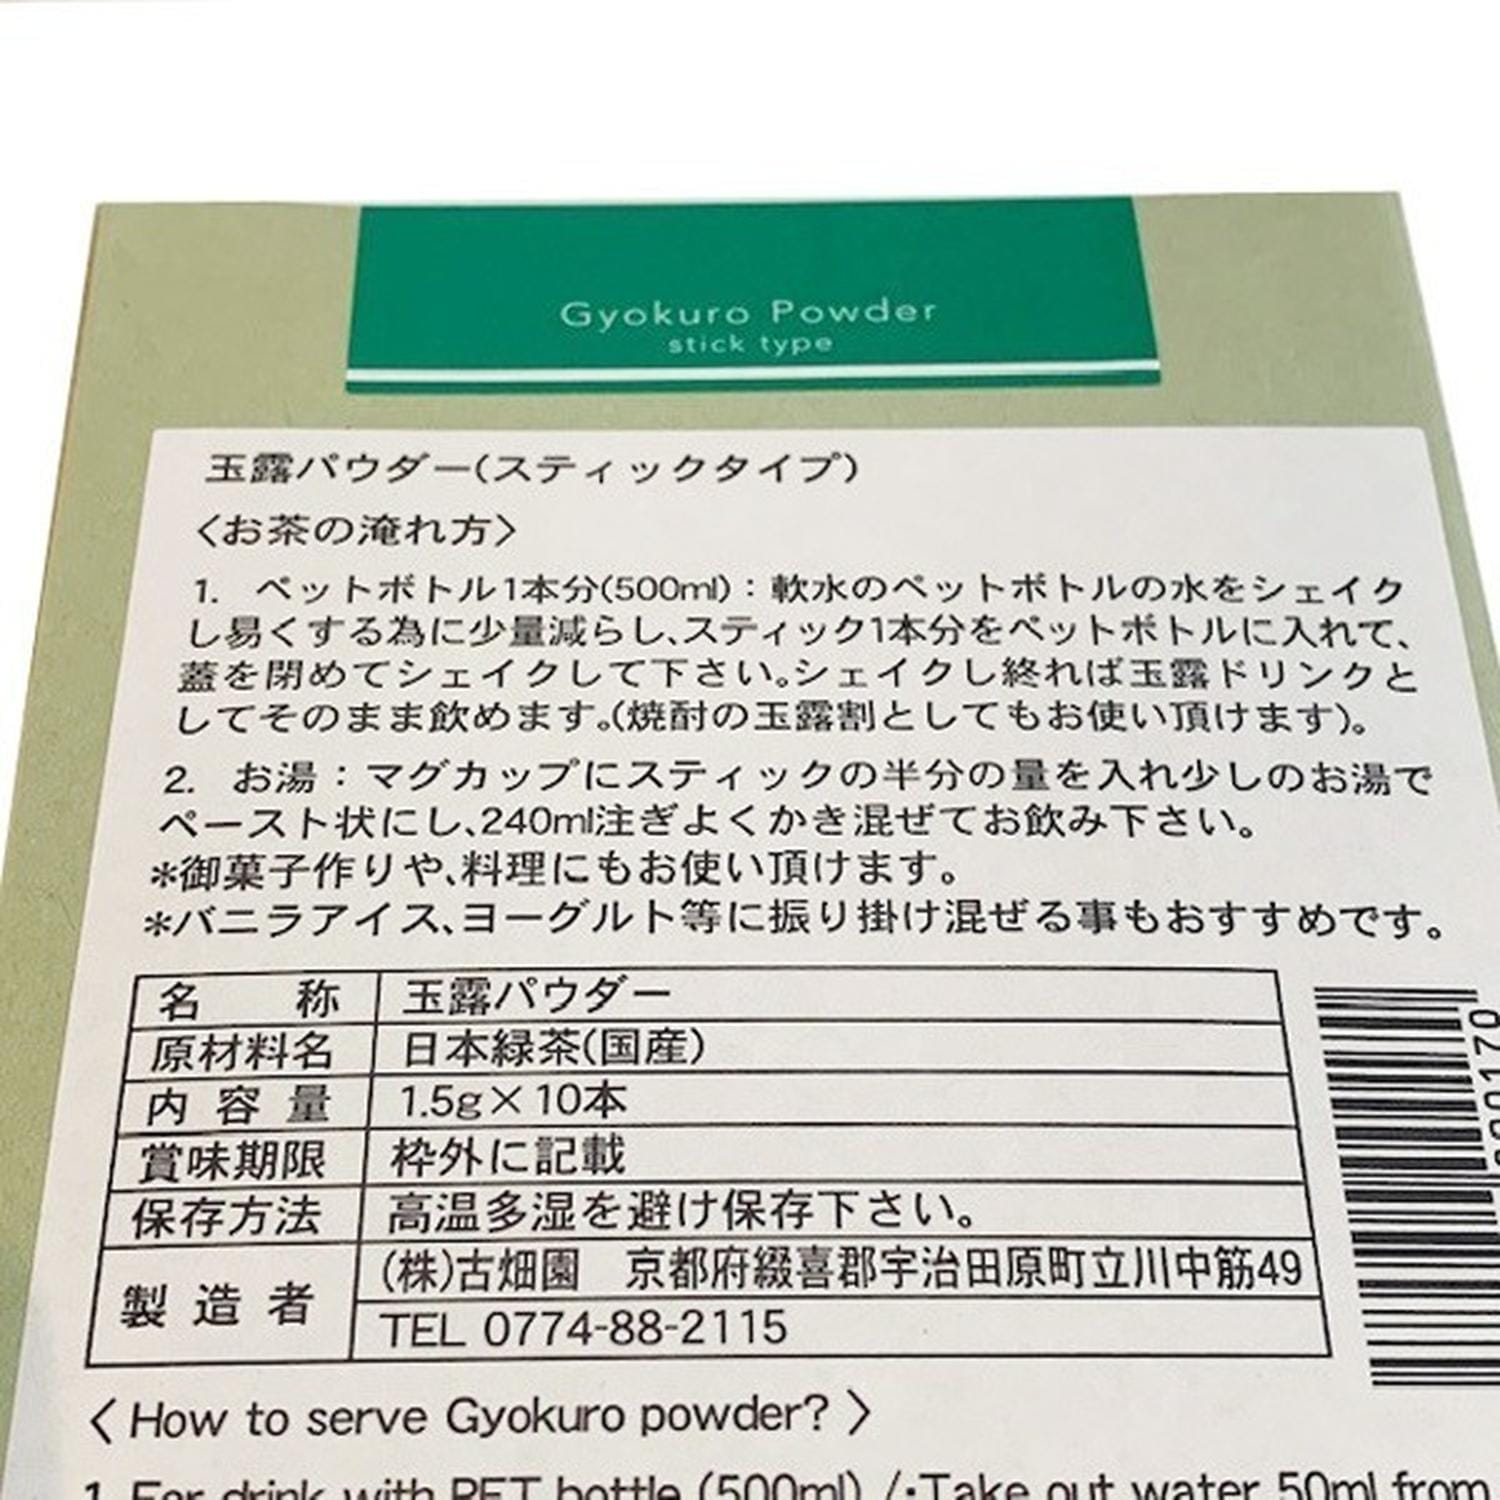 Gyokuro Powder
stick type
玉露パウダー(スティックタイプ)
〈お茶の淹れ方〉
1. ペットボトル1本分(500ml)：軟水のペットボトルの水をシェイク
し易くする為に少量減らし、スティック1本分をペットボトルに入れて、
蓋を閉めてシェイクして下さい。シェイクし終れば玉露ドリンクと
してそのまま飲めます。(焼酎の玉露割としてもお使い頂けます)。
2. お湯：マグカップにスティックの半分の量を入れ少しのお湯で
ペースト状にし、240ml注ぎよくかき混ぜてお飲み下さい。
*御菓子作りや、料理にもお使い頂けます。
*バニラアイス、ヨーグルト等に振り掛け混ぜる事もおすすめです。
名 称 玉露パウダー
原材料名 日本緑茶(国産)
内 容 量 1.5g×10本
賞味期限 枠外に記載
保存方法 高温多湿を避け保存下さい。
製 造 者 (株)古畑園 京都府綴喜郡宇治田原町立川中筋49
TEL 0774-88-2115
〈How to serve Gyokuro powder?〉
1. For drink with PET bottle (500ml) /・Take out water 50ml from